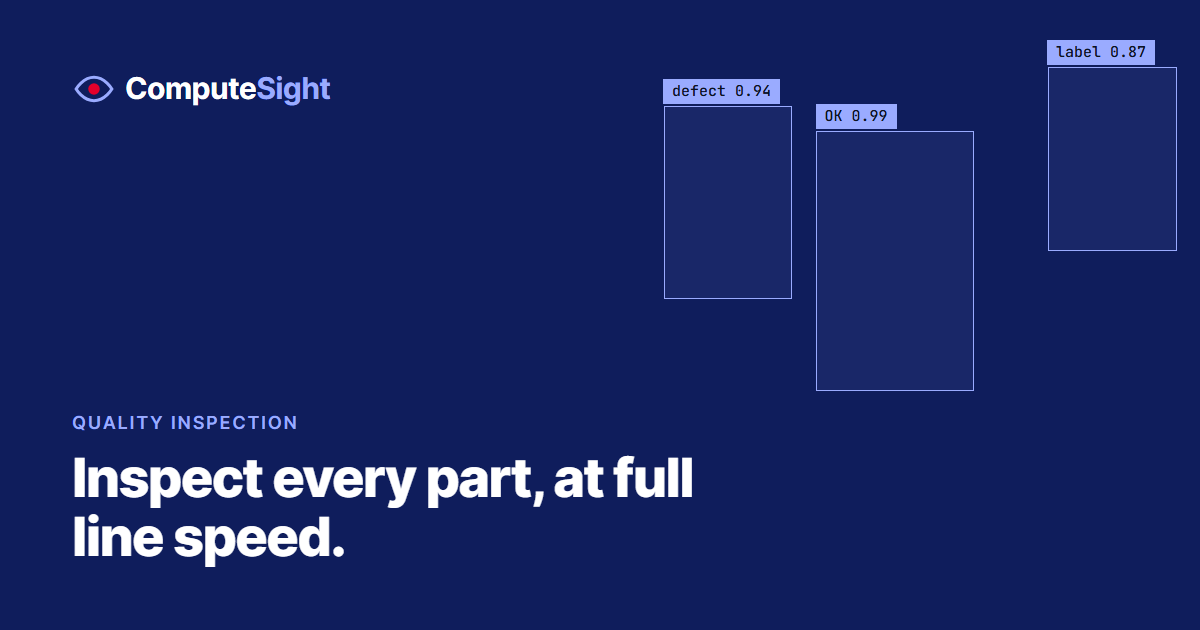 ComputeSight
defect 0.94
OK 0.99
label 0.87
QUALITY INSPECTION
Inspect every part, at full
line speed.